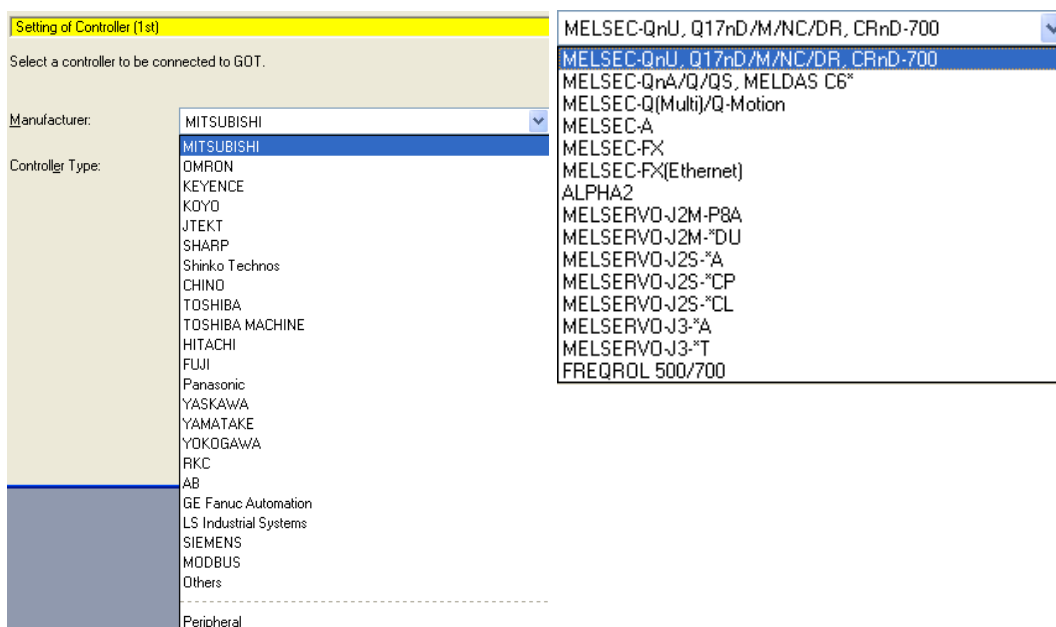 Setting of Controller (1st)
Select a controller to be connected to GOT.
Manufacturer:
MITSUBISHI
MITSUBISHI
Controller Type:
OMRON
KEYENCE
KOYO
JTEKT
SHARP
Shinko Technos
CHINO
TOSHIBA
TOSHIBA MACHINE
HITACHI
FUJI
Panasonic
YASKAWA
YAMATAKE
YOKOGAWA
RKC
AB
GE Fanuc Automation
LS Industrial Systems
SIEMENS
MODBUS
Others
Peripheral
MELSEC-QnU, Q17nD/M/NC/DR, CRnD-700
MELSEC-QnU, Q17nD/M/NC/DR, CRnD-700
MELSEC-QnA/Q/QS, MELDAS C6*
MELSEC-Q(Multi)/Q-Motion
MELSEC-A
MELSEC-FX
MELSEC-FX(Ethernet)
ALPHA2
MELSERVO-J2M-P8A
MELSERVO-J2M-*DU
MELSERVO-J2S-*A
MELSERVO-J2S-*CP
MELSERVO-J2S-*CL
MELSERVO-J3-*A
MELSERVO-J3-*T
FREQROL 500/700